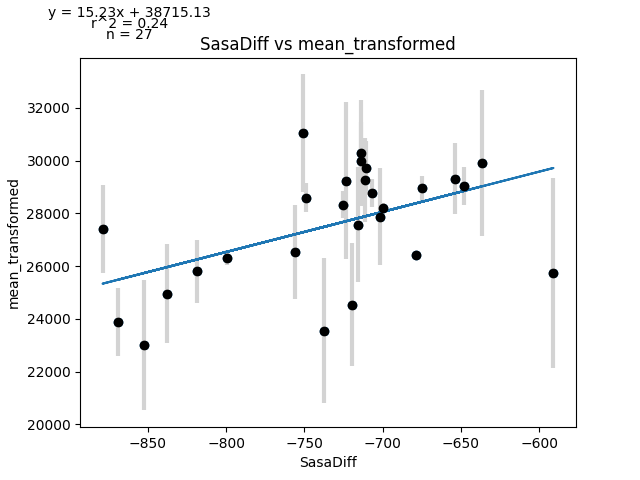 y = 15.23x + 38715.13
r^2 = 0.24
n = 27
SasaDiff vs mean_transformed
mean_transformed
32000
30000
28000
26000
24000
22000
20000
−850 −800 −750 −700 −650 −600
SasaDiff